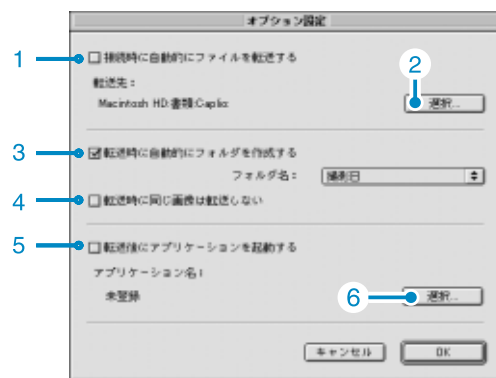 オプション設定
1 接続時に自動的にファイルを転送する
2
転送先：
Macintosh HD:書類:Caplio 選択...
3 転送時に自動的にフォルダを作成する
フォルダ名： 撮影日
4 転送時に同じ画像は転送しない
5 転送後にアプリケーションを起動する
アプリケーション名：
未登録 6 選択...
キャンセル OK